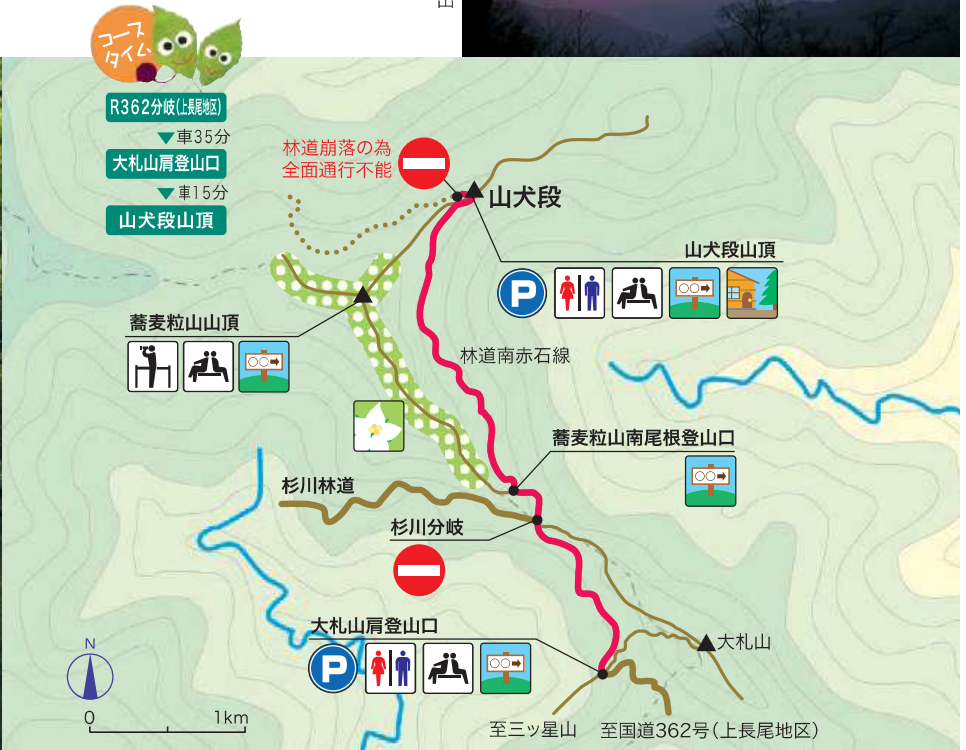 山
コース
タイム
R362分岐(上長尾地区)
車35分
大札山肩登山口
車15分
山犬段山頂
林道崩落の為
全面通行不能
山犬段
山犬段山頂
P
蕎麦粒山山頂
林道南赤石線
蕎麦粒山南尾根登山口
杉川林道
杉川分岐
大札山肩登山口
P
大札山
N
0 1km
至三ッ星山 至国道362号(上長尾地区)